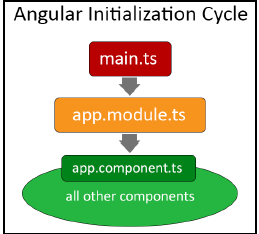 Angular Initialization Cycle
main.ts
app.module.ts
app.component.ts
all other components